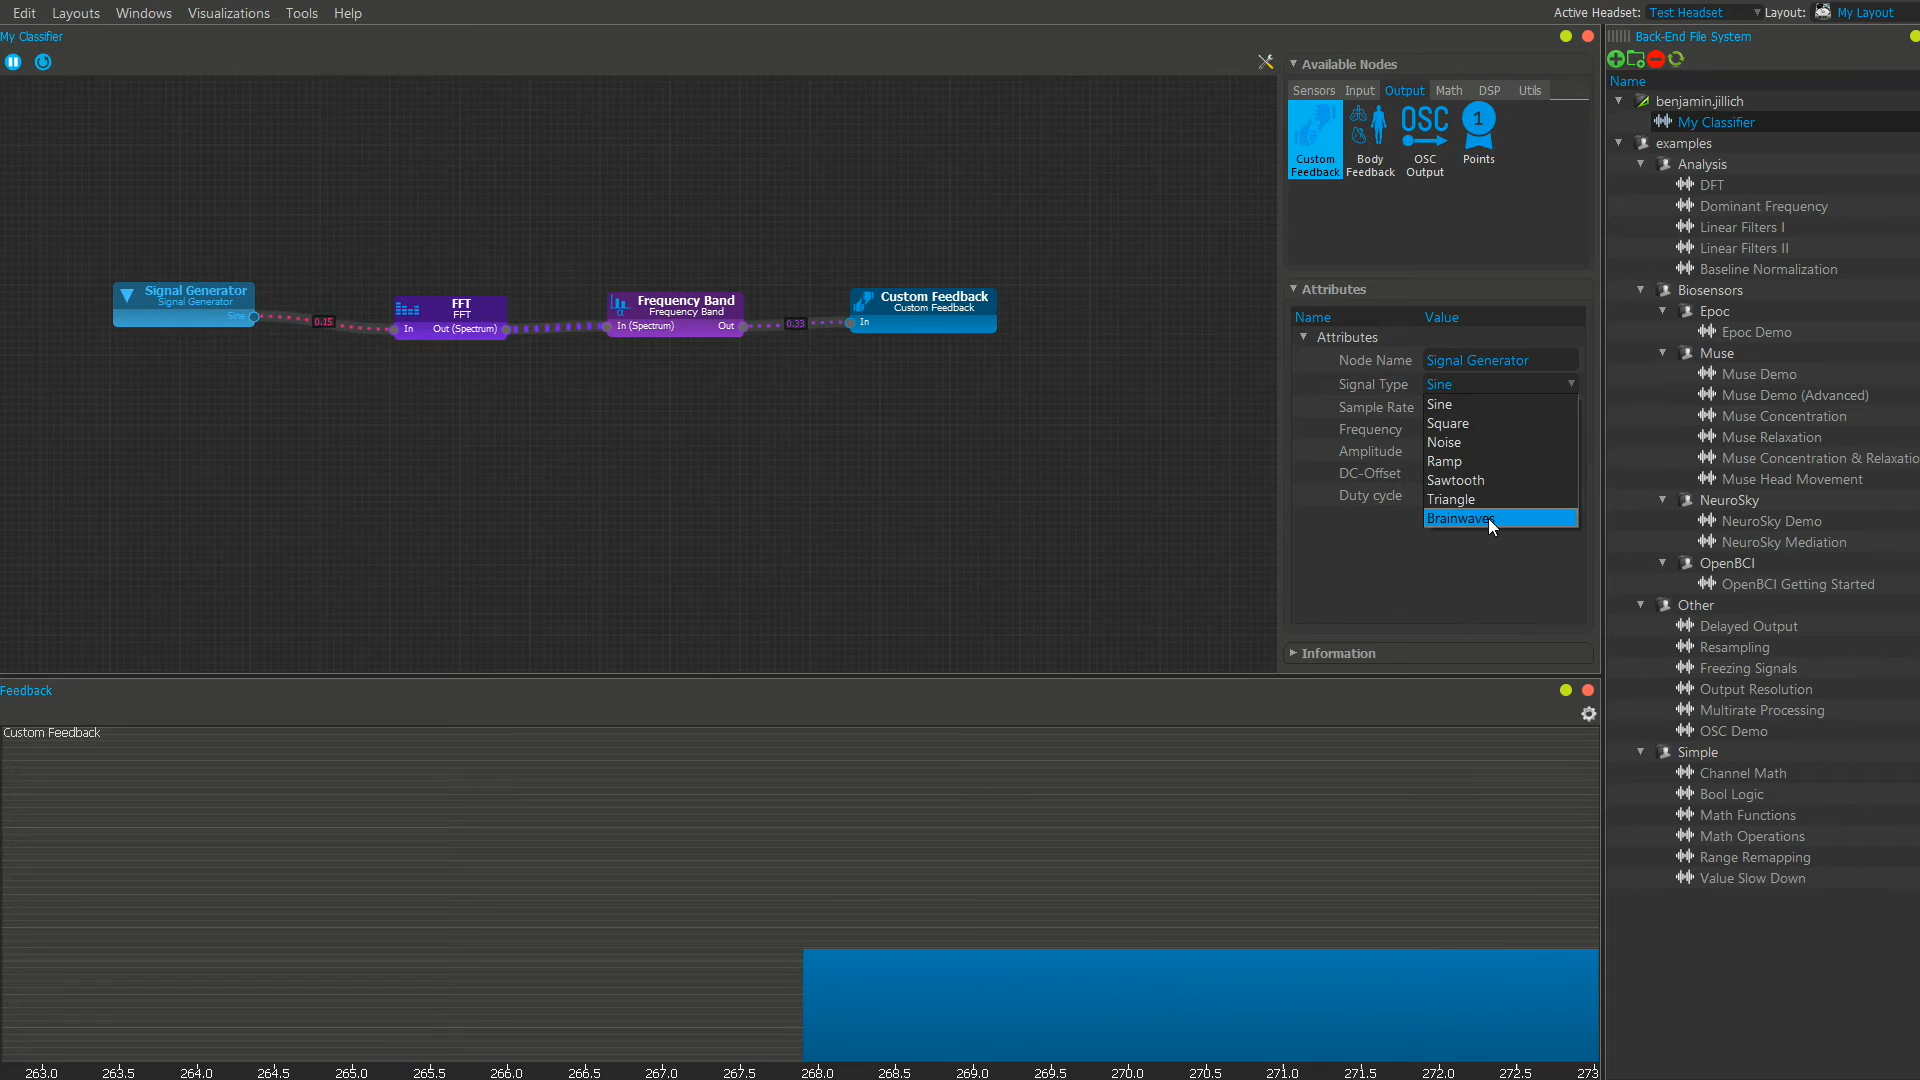 Edit Layouts Windows Visualizations Tools Help
Active Headset: Test Headset Layout: My Layout
My Classifier
Signal Generator
Signal Generator
Sine
0.15
FFT
FFT
In Out (Spectrum)
Frequency Band
Frequency Band
In (Spectrum) Out
0.33
Custom Feedback
Custom Feedback
In
Available Nodes
Sensors Input Output Math DSP Utils
Custom Feedback
Body Feedback
OSC
OSC Output
1
Points
Attributes
Name Value
Attributes
Node Name Signal Generator
Signal Type Sine
Sample Rate
Frequency
Amplitude
DC-Offset
Duty cycle
Sine
Square
Noise
Ramp
Sawtooth
Triangle
Brainwaves
Information
Back-End File System
Name
benjamin.jillich
My Classifier
examples
Analysis
DFT
Dominant Frequency
Linear Filters I
Linear Filters II
Baseline Normalization
Biosensors
Epoc
Epoc Demo
Muse
Muse Demo
Muse Demo (Advanced)
Muse Concentration
Muse Relaxation
Muse Concentration & Relaxatio
Muse Head Movement
NeuroSky
NeuroSky Demo
NeuroSky Mediation
OpenBCI
OpenBCI Getting Started
Other
Delayed Output
Resampling
Freezing Signals
Output Resolution
Multirate Processing
OSC Demo
Simple
Channel Math
Bool Logic
Math Functions
Math Operations
Range Remapping
Value Slow Down
Feedback
Custom Feedback
263.0 263.5 264.0 264.5 265.0 265.5 266.0 266.5 267.0 267.5 268.0 268.5 269.0 269.5 270.0 270.5 271.0 271.5 272.0 272.5 273